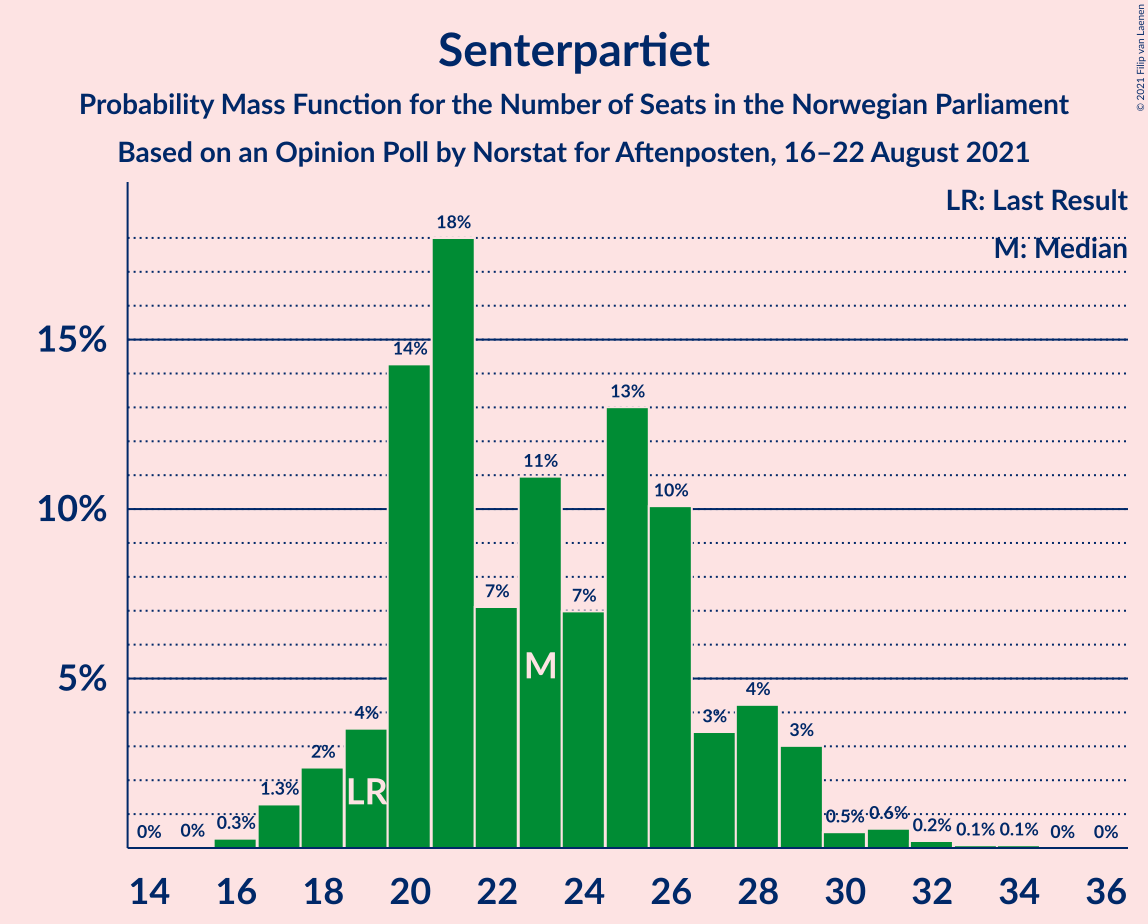 Senterpartiet
Probability Mass Function for the Number of Seats in the Norwegian Parliament
Based on an Opinion Poll by Norstat for Aftenposten, 16–22 August 2021
© 2021 Filip van Laenen
LR: Last Result
M: Median
15%
10%
5%
0%
0%
0.3%
1.3%
2%
4%
14%
18%
7%
11%
7%
13%
10%
3%
4%
3%
0.5%
0.6%
0.2%
0.1%
0.1%
0%
0%
LR
M
14 16 18 20 22 24 26 28 30 32 34 36